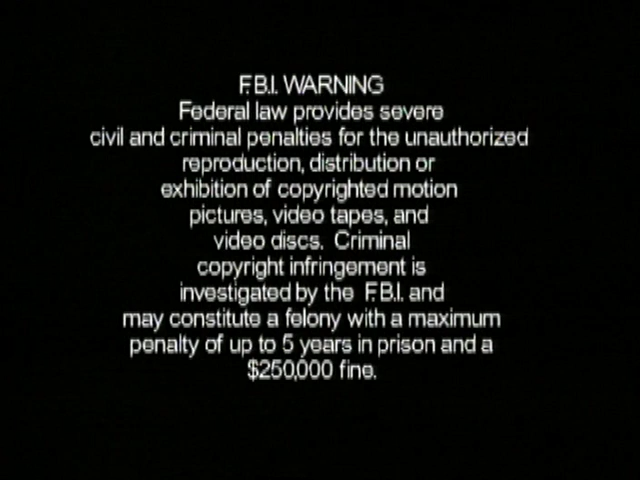 F.B.I. WARNING
Federal law provides severe
civil and criminal penalties for the unauthorized
reproduction, distribution or
exhibition of copyrighted motion
pictures, video tapes, and
video discs.  Criminal
copyright infringement is
investigated by the  F.B.I. and
may constitute a felony with a maximum
penalty of up to 5 years in prison and a
$250,000 fine.